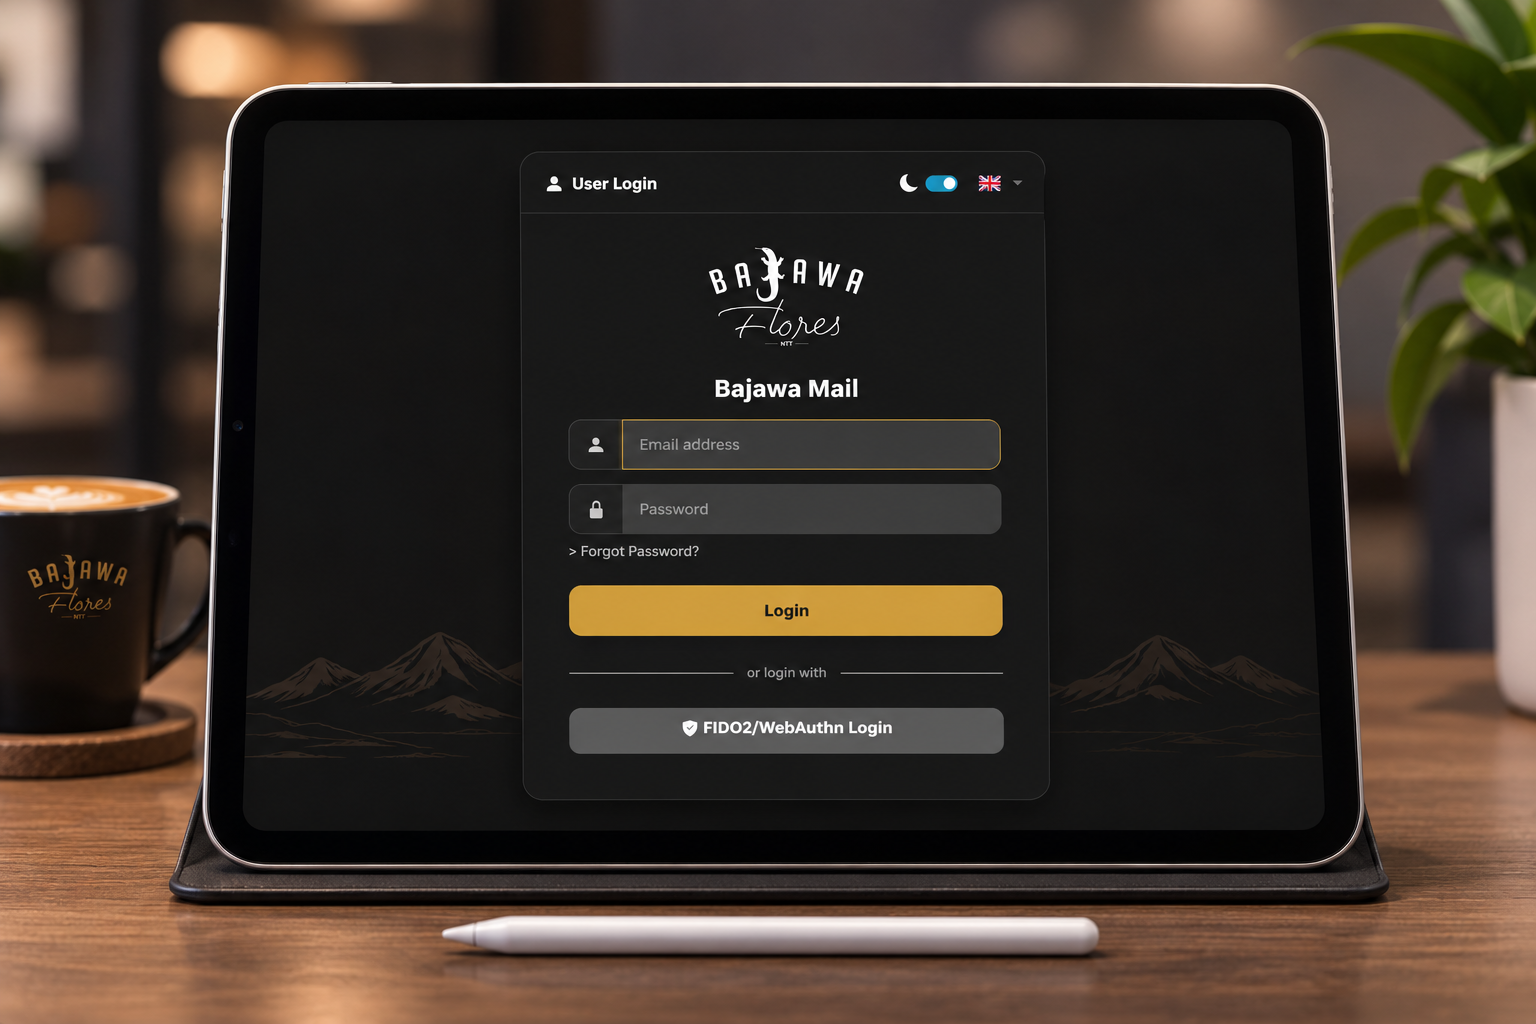 User Login
BAJAWA
Flores
NTT
Bajawa Mail
Email address
Password
> Forgot Password?
Login
or login with
FIDO2/WebAuthn Login
BAJAWA
Flores
NTT